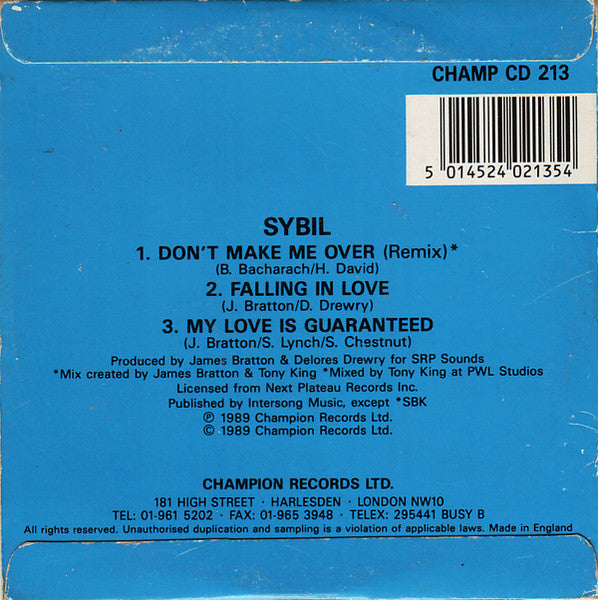 CHAMP CD 213
5 014524 021354
SYBIL
1. DON'T MAKE ME OVER (Remix)*
(B. Bacharach/H. David)
2. FALLING IN LOVE
(J. Bratton/D. Drewry)
3. MY LOVE IS GUARANTEED
(J. Bratton/S. Lynch/S. Chestnut)
Produced by James Bratton & Delores Drewry for SRP Sounds
*Mix created by James Bratton & Tony King *Mixed by Tony King at PWL Studios
Licensed from Next Plateau Records Inc.
Published by Intersong Music, except *SBK
℗ 1989 Champion Records Ltd.
© 1989 Champion Records Ltd.
CHAMPION RECORDS LTD.
181 HIGH STREET · HARLESDEN · LONDON NW10
TEL: 01-961 5202 · FAX: 01-965 3948 · TELEX: 295441 BUSY B
All rights reserved. Unauthorised duplication and sampling is a violation of applicable laws. Made in England